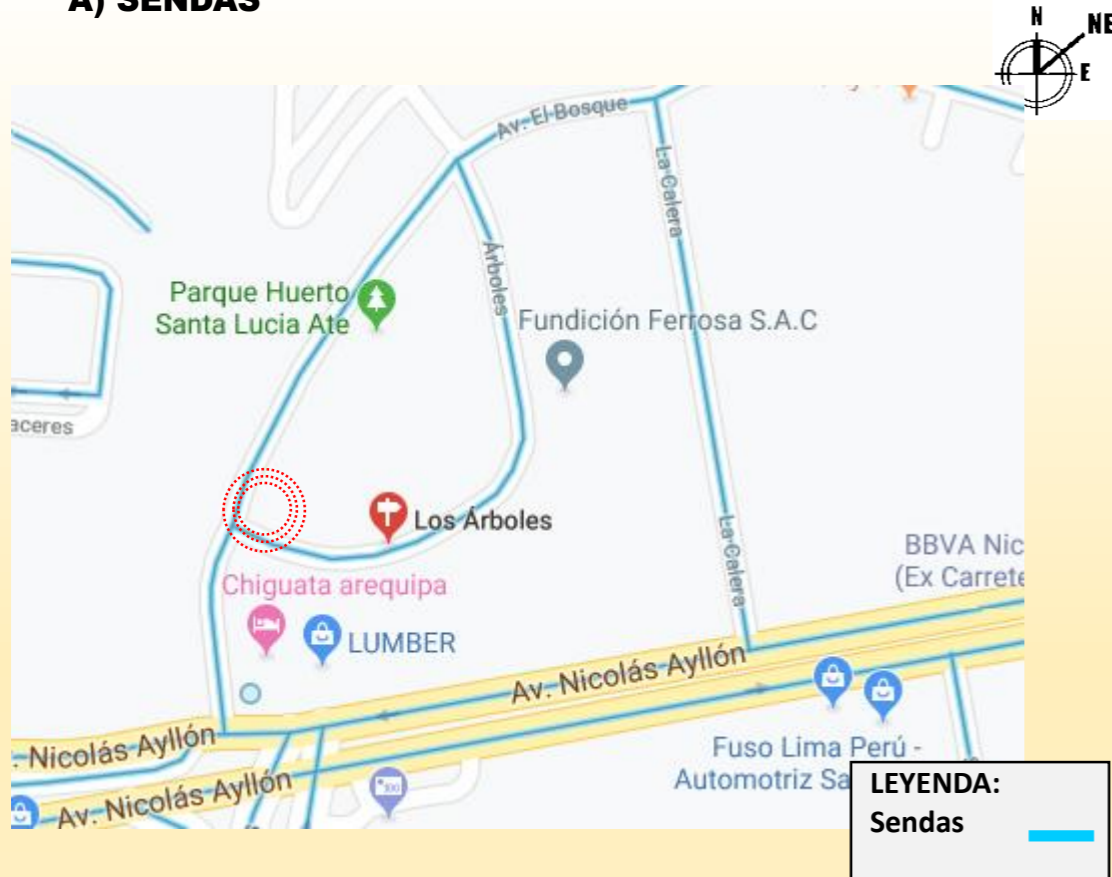 A) SENDAS
N
NE
E
Av. El Bosque
La Calera
Árboles
Parque Huerto
Santa Lucia Ate
Fundición Ferrosa S.A.C
aceres
Los Árboles
La Calera
BBVA Nic
(Ex Carrete
Chiguata arequipa
LUMBER
Av. Nicolás Ayllón
. Nicolás Ayllón
Av. Nicolás Ayllón
Fuso Lima Perú -
Automotriz Sa
LEYENDA:
Sendas